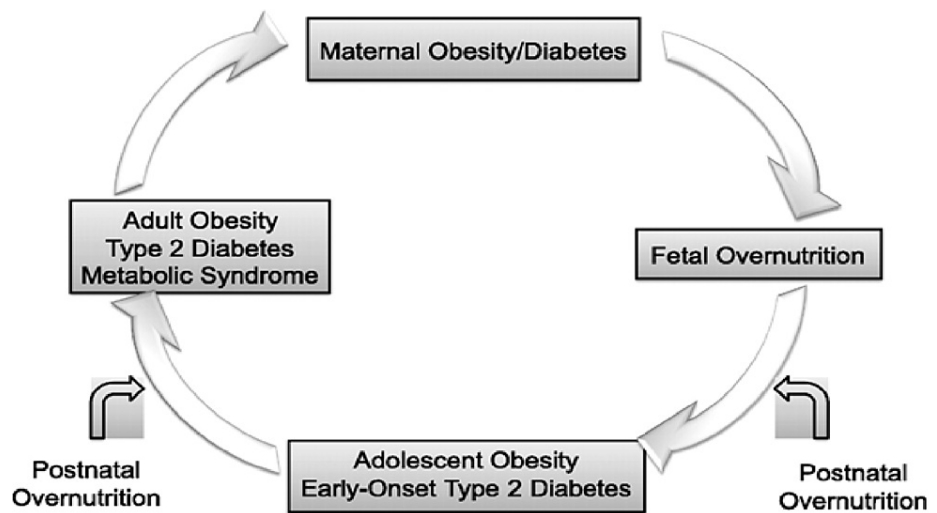 Maternal Obesity/Diabetes
Adult Obesity
Type 2 Diabetes
Metabolic Syndrome
Fetal Overnutrition
Adolescent Obesity
Early-Onset Type 2 Diabetes
Postnatal
Overnutrition
Postnatal
Overnutrition